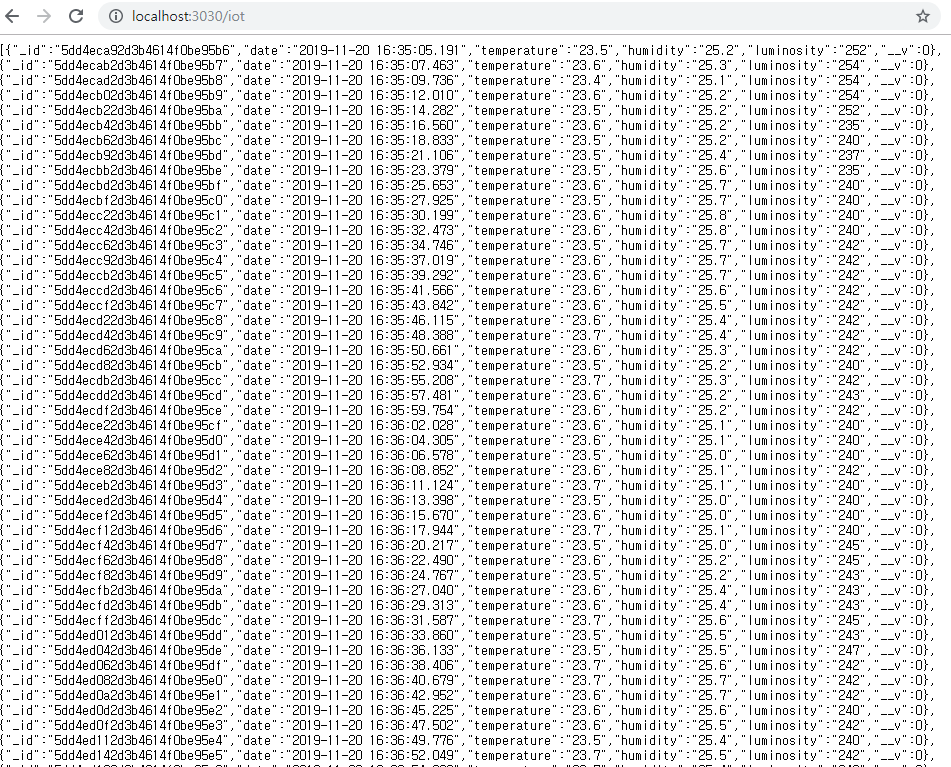 localhost:3030/iot
[{"_id":"5dd4eca92d3b4614f0be95b6","date":"2019-11-20 16:35:05.191","temperature":"23.5","humidity":"25.2","luminosity":"252","__v":0},
{"_id":"5dd4ecab2d3b4614f0be95b7","date":"2019-11-20 16:35:07.463","temperature":"23.6","humidity":"25.3","luminosity":"254","__v":0},
{"_id":"5dd4ecad2d3b4614f0be95b8","date":"2019-11-20 16:35:09.736","temperature":"23.4","humidity":"25.1","luminosity":"254","__v":0},
{"_id":"5dd4ecb02d3b4614f0be95b9","date":"2019-11-20 16:35:12.010","temperature":"23.6","humidity":"25.2","luminosity":"254","__v":0},
{"_id":"5dd4ecb22d3b4614f0be95ba","date":"2019-11-20 16:35:14.282","temperature":"23.5","humidity":"25.2","luminosity":"252","__v":0},
{"_id":"5dd4ecb42d3b4614f0be95bb","date":"2019-11-20 16:35:16.560","temperature":"23.6","humidity":"25.2","luminosity":"235","__v":0},
{"_id":"5dd4ecb62d3b4614f0be95bc","date":"2019-11-20 16:35:18.833","temperature":"23.5","humidity":"25.2","luminosity":"240","__v":0},
{"_id":"5dd4ecb92d3b4614f0be95bd","date":"2019-11-20 16:35:21.106","temperature":"23.5","humidity":"25.4","luminosity":"237","__v":0},
{"_id":"5dd4ecbb2d3b4614f0be95be","date":"2019-11-20 16:35:23.379","temperature":"23.5","humidity":"25.6","luminosity":"235","__v":0},
{"_id":"5dd4ecbd2d3b4614f0be95bf","date":"2019-11-20 16:35:25.653","temperature":"23.6","humidity":"25.7","luminosity":"240","__v":0},
{"_id":"5dd4ecbf2d3b4614f0be95c0","date":"2019-11-20 16:35:27.925","temperature":"23.5","humidity":"25.7","luminosity":"240","__v":0},
{"_id":"5dd4ecc22d3b4614f0be95c1","date":"2019-11-20 16:35:30.199","temperature":"23.6","humidity":"25.8","luminosity":"240","__v":0},
{"_id":"5dd4ecc42d3b4614f0be95c2","date":"2019-11-20 16:35:32.473","temperature":"23.6","humidity":"25.8","luminosity":"240","__v":0},
{"_id":"5dd4ecc62d3b4614f0be95c3","date":"2019-11-20 16:35:34.746","temperature":"23.5","humidity":"25.7","luminosity":"242","__v":0},
{"_id":"5dd4ecc92d3b4614f0be95c4","date":"2019-11-20 16:35:37.019","temperature":"23.6","humidity":"25.7","luminosity":"242","__v":0},
{"_id":"5dd4eccb2d3b4614f0be95c5","date":"2019-11-20 16:35:39.292","temperature":"23.6","humidity":"25.7","luminosity":"242","__v":0},
{"_id":"5dd4eccd2d3b4614f0be95c6","date":"2019-11-20 16:35:41.566","temperature":"23.6","humidity":"25.6","luminosity":"242","__v":0},
{"_id":"5dd4eccf2d3b4614f0be95c7","date":"2019-11-20 16:35:43.842","temperature":"23.6","humidity":"25.5","luminosity":"242","__v":0},
{"_id":"5dd4ecd22d3b4614f0be95c8","date":"2019-11-20 16:35:46.115","temperature":"23.6","humidity":"25.4","luminosity":"242","__v":0},
{"_id":"5dd4ecd42d3b4614f0be95c9","date":"2019-11-20 16:35:48.388","temperature":"23.7","humidity":"25.4","luminosity":"242","__v":0},
{"_id":"5dd4ecd62d3b4614f0be95ca","date":"2019-11-20 16:35:50.661","temperature":"23.6","humidity":"25.3","luminosity":"242","__v":0},
{"_id":"5dd4ecd82d3b4614f0be95cb","date":"2019-11-20 16:35:52.934","temperature":"23.5","humidity":"25.2","luminosity":"240","__v":0},
{"_id":"5dd4ecdb2d3b4614f0be95cc","date":"2019-11-20 16:35:55.208","temperature":"23.7","humidity":"25.3","luminosity":"242","__v":0},
{"_id":"5dd4ecdd2d3b4614f0be95cd","date":"2019-11-20 16:35:57.481","temperature":"23.6","humidity":"25.2","luminosity":"243","__v":0},
{"_id":"5dd4ecdf2d3b4614f0be95ce","date":"2019-11-20 16:35:59.754","temperature":"23.6","humidity":"25.2","luminosity":"242","__v":0},
{"_id":"5dd4ece22d3b4614f0be95cf","date":"2019-11-20 16:36:02.028","temperature":"23.6","humidity":"25.1","luminosity":"240","__v":0},
{"_id":"5dd4ece42d3b4614f0be95d0","date":"2019-11-20 16:36:04.305","temperature":"23.6","humidity":"25.1","luminosity":"240","__v":0},
{"_id":"5dd4ece62d3b4614f0be95d1","date":"2019-11-20 16:36:06.578","temperature":"23.5","humidity":"25.0","luminosity":"240","__v":0},
{"_id":"5dd4ece82d3b4614f0be95d2","date":"2019-11-20 16:36:08.852","temperature":"23.6","humidity":"25.1","luminosity":"242","__v":0},
{"_id":"5dd4eceb2d3b4614f0be95d3","date":"2019-11-20 16:36:11.124","temperature":"23.7","humidity":"25.1","luminosity":"240","__v":0},
{"_id":"5dd4eced2d3b4614f0be95d4","date":"2019-11-20 16:36:13.398","temperature":"23.5","humidity":"25.0","luminosity":"240","__v":0},
{"_id":"5dd4ecef2d3b4614f0be95d5","date":"2019-11-20 16:36:15.670","temperature":"23.6","humidity":"25.0","luminosity":"240","__v":0},
{"_id":"5dd4ecf12d3b4614f0be95d6","date":"2019-11-20 16:36:17.944","temperature":"23.7","humidity":"25.1","luminosity":"240","__v":0},
{"_id":"5dd4ecf42d3b4614f0be95d7","date":"2019-11-20 16:36:20.217","temperature":"23.5","humidity":"25.0","luminosity":"245","__v":0},
{"_id":"5dd4ecf62d3b4614f0be95d8","date":"2019-11-20 16:36:22.490","temperature":"23.6","humidity":"25.2","luminosity":"245","__v":0},
{"_id":"5dd4ecf82d3b4614f0be95d9","date":"2019-11-20 16:36:24.767","temperature":"23.5","humidity":"25.2","luminosity":"243","__v":0},
{"_id":"5dd4ecfb2d3b4614f0be95da","date":"2019-11-20 16:36:27.040","temperature":"23.6","humidity":"25.4","luminosity":"243","__v":0},
{"_id":"5dd4ecfd2d3b4614f0be95db","date":"2019-11-20 16:36:29.313","temperature":"23.6","humidity":"25.4","luminosity":"243","__v":0},
{"_id":"5dd4ecff2d3b4614f0be95dc","date":"2019-11-20 16:36:31.587","temperature":"23.7","humidity":"25.6","luminosity":"245","__v":0},
{"_id":"5dd4ed012d3b4614f0be95dd","date":"2019-11-20 16:36:33.860","temperature":"23.5","humidity":"25.5","luminosity":"243","__v":0},
{"_id":"5dd4ed042d3b4614f0be95de","date":"2019-11-20 16:36:36.133","temperature":"23.5","humidity":"25.5","luminosity":"247","__v":0},
{"_id":"5dd4ed062d3b4614f0be95df","date":"2019-11-20 16:36:38.406","temperature":"23.7","humidity":"25.6","luminosity":"242","__v":0},
{"_id":"5dd4ed082d3b4614f0be95e0","date":"2019-11-20 16:36:40.679","temperature":"23.7","humidity":"25.7","luminosity":"242","__v":0},
{"_id":"5dd4ed0a2d3b4614f0be95e1","date":"2019-11-20 16:36:42.952","temperature":"23.6","humidity":"25.7","luminosity":"242","__v":0},
{"_id":"5dd4ed0d2d3b4614f0be95e2","date":"2019-11-20 16:36:45.225","temperature":"23.6","humidity":"25.6","luminosity":"240","__v":0},
{"_id":"5dd4ed0f2d3b4614f0be95e3","date":"2019-11-20 16:36:47.502","temperature":"23.6","humidity":"25.5","luminosity":"242","__v":0},
{"_id":"5dd4ed112d3b4614f0be95e4","date":"2019-11-20 16:36:49.776","temperature":"23.5","humidity":"25.4","luminosity":"240","__v":0},
{"_id":"5dd4ed142d3b4614f0be95e5","date":"2019-11-20 16:36:52.049","temperature":"23.7","humidity":"25.5","luminosity":"242","__v":0},